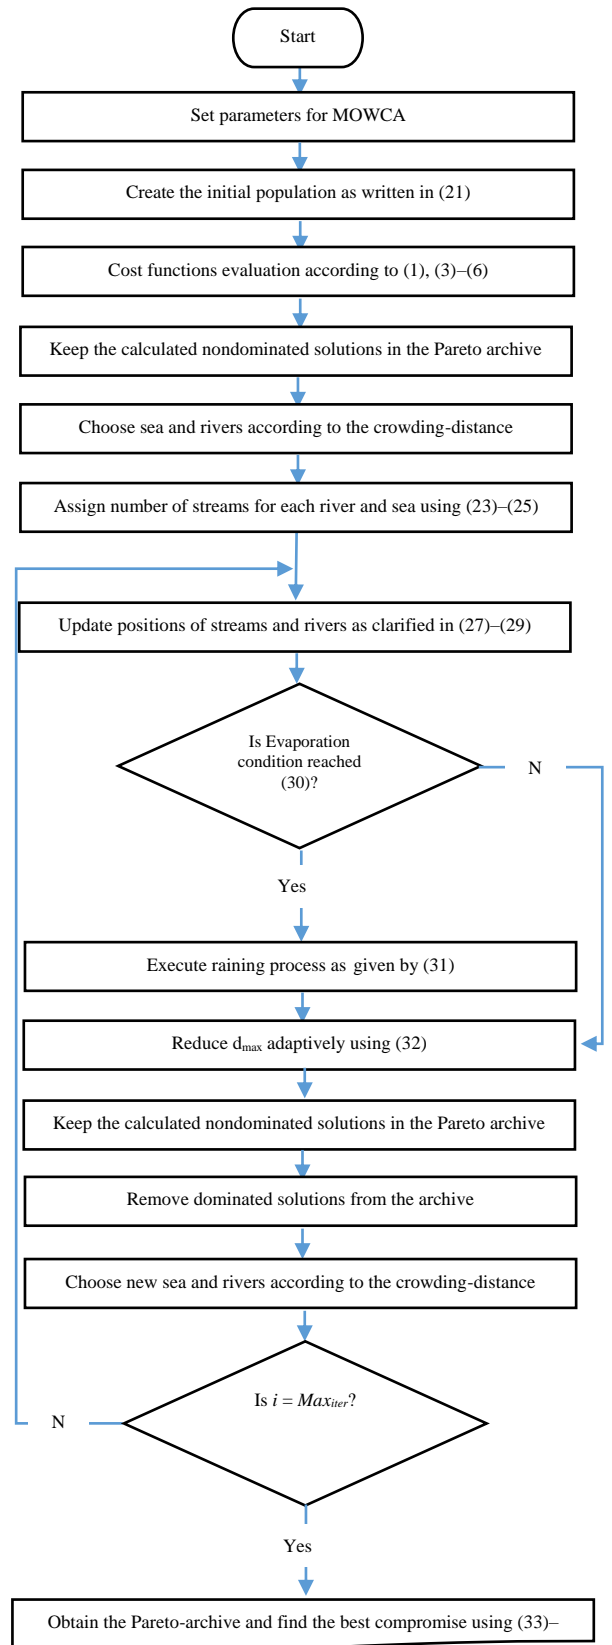 Start
Set parameters for MOWCA
Create the initial population as written in (21)
Cost functions evaluation according to (1), (3)–(6)
Keep the calculated nondominated solutions in the Pareto archive
Choose sea and rivers according to the crowding-distance
Assign number of streams for each river and sea using (23)–(25)
Update positions of streams and rivers as clarified in (27)–(29)
Is Evaporation
condition reached
(30)?
N
Yes
Execute raining process as given by (31)
Reduce dmax adaptively using (32)
Keep the calculated nondominated solutions in the Pareto archive
Remove dominated solutions from the archive
Choose new sea and rivers according to the crowding-distance
Is i = Maxiter?
N
Yes
Obtain the Pareto-archive and find the best compromise using (33)–